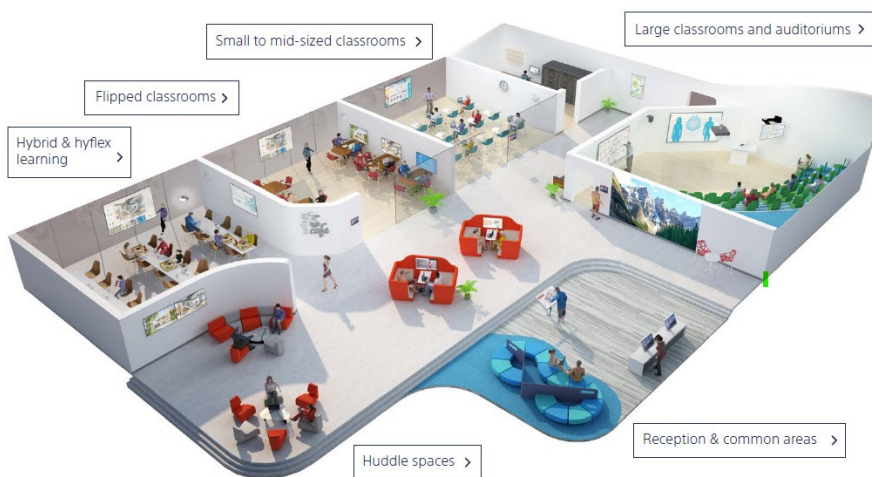 Small to mid-sized classrooms >
Large classrooms and auditoriums >
Flipped classrooms >
Hybrid & hyflex
learning >
cafe
Reception & common areas >
Huddle spaces >